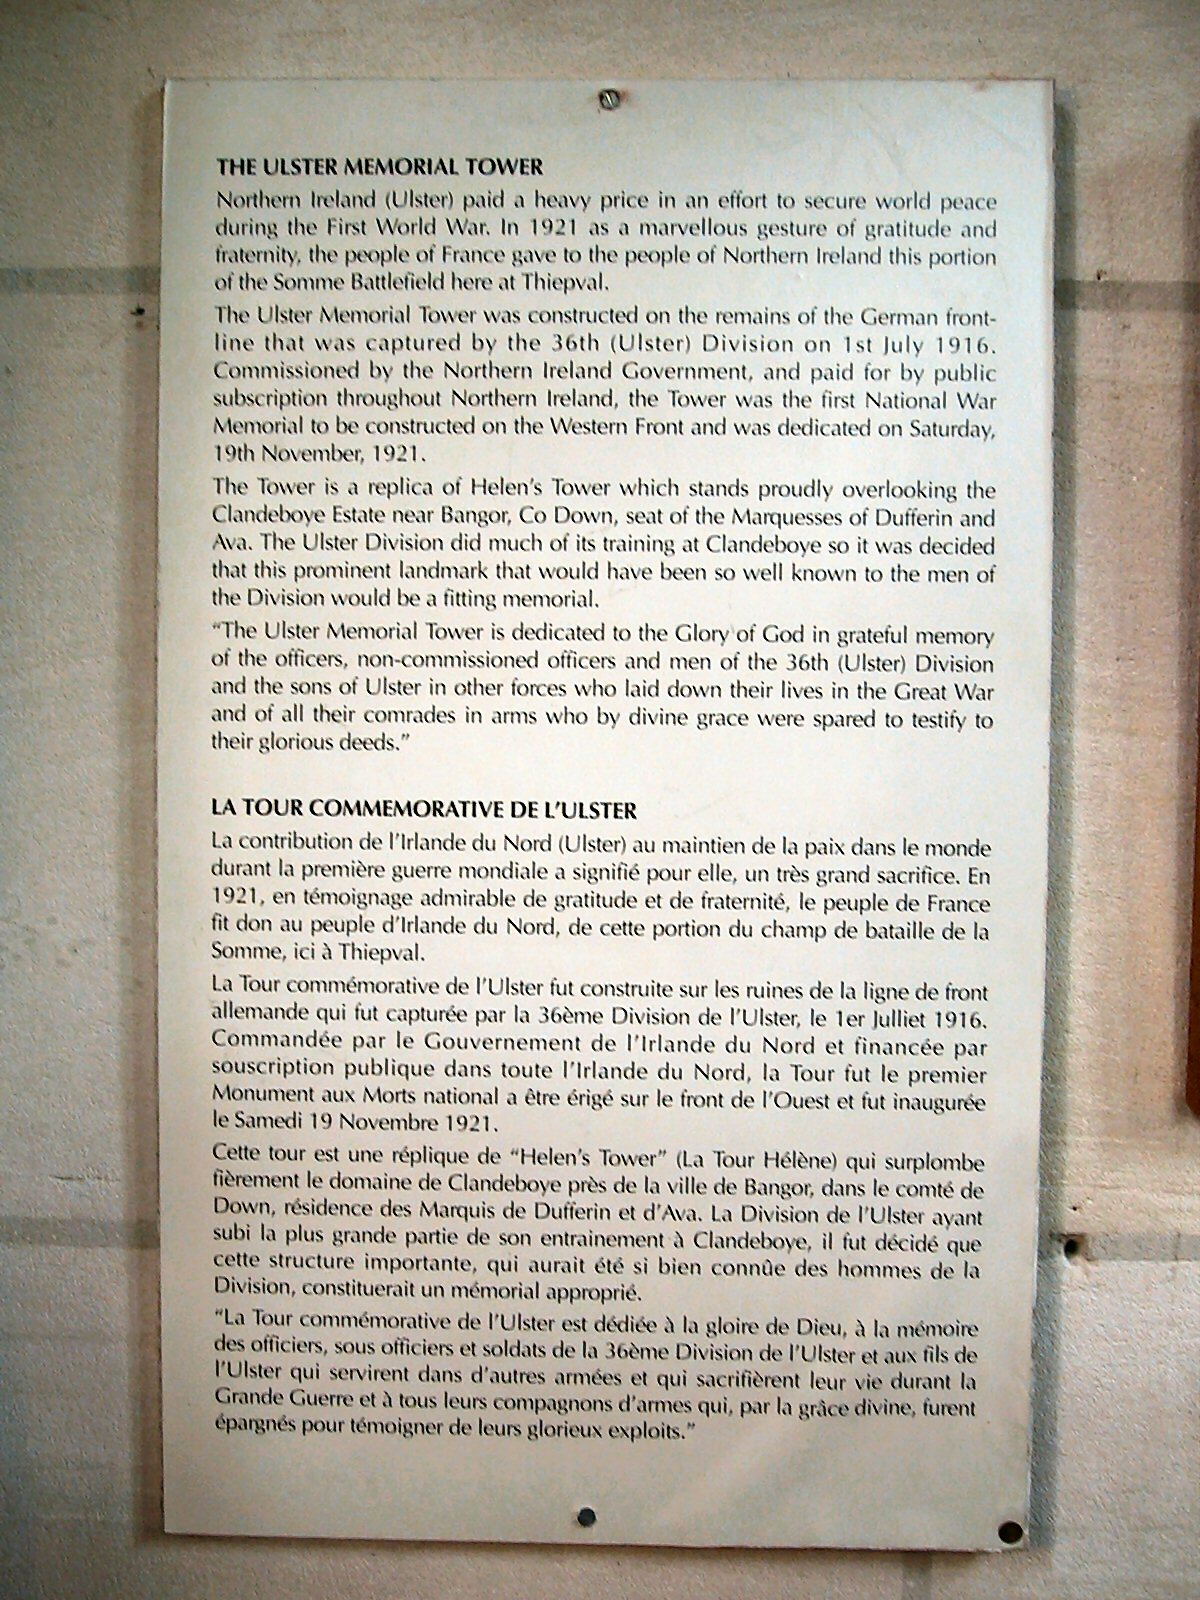 THE ULSTER MEMORIAL TOWER
Northern Ireland (Ulster) paid a heavy price in an effort to secure world peace
during the First World War. In 1921 as a marvellous gesture of gratitude and
fraternity, the people of France gave to the people of Northern Ireland this portion
of the Somme Battlefield here at Thiepval.
The Ulster Memorial Tower was constructed on the remains of the German front-
line that was captured by the 36th (Ulster) Division on 1st July 1916.
Commissioned by the Northern Ireland Government, and paid for by public
subscription throughout Northern Ireland, the Tower was the first National War
Memorial to be constructed on the Western Front and was dedicated on Saturday,
19th November, 1921.
The Tower is a replica of Helen's Tower which stands proudly overlooking the
Clandeboye Estate near Bangor, Co Down, seat of the Marquesses of Dufferin and
Ava. The Ulster Division did much of its training at Clandeboye so it was decided
that this prominent landmark that would have been so well known to the men of
the Division would be a fitting memorial.
"The Ulster Memorial Tower is dedicated to the Glory of God in grateful memory
of the officers, non-commissioned officers and men of the 36th (Ulster) Division
and the sons of Ulster in other forces who laid down their lives in the Great War
and of all their comrades in arms who by divine grace were spared to testify to
their glorious deeds."
LA TOUR COMMEMORATIVE DE L'ULSTER
La contribution de l'Irlande du Nord (Ulster) au maintien de la paix dans le monde
durant la première guerre mondiale a signifié pour elle, un très grand sacrifice. En
1921, en témoignage admirable de gratitude et de fraternité, le peuple de France
fit don au peuple d'Irlande du Nord, de cette portion du champ de bataille de la
Somme, ici à Thiepval.
La Tour commémorative de l'Ulster fut construite sur les ruines de la ligne de front
allemande qui fut capturée par la 36ème Division de l'Ulster, le 1er Julliet 1916.
Commandée par le Gouvernement de l'Irlande du Nord et financée par
souscription publique dans toute l'Irlande du Nord, la Tour fut le premier
Monument aux Morts national a être érigé sur le front de l'Ouest et fut inaugurée
le Samedi 19 Novembre 1921.
Cette tour est une réplique de "Helen's Tower" (La Tour Hélène) qui surplombe
fièrement le domaine de Clandeboye près de la ville de Bangor, dans le comté de
Down, résidence des Marquis de Dufferin et d'Ava. La Division de l'Ulster ayant
subi la plus grande partie de son entrainement à Clandeboye, il fut décidé que
cette structure importante, qui aurait été si bien connûe des hommes de la
Division, constituerait un mémorial approprié.
"La Tour commémorative de l'Ulster est dédiée à la gloire de Dieu, à la mémoire
des officiers, sous officiers et soldats de la 36ème Division de l'Ulster et aux fils de
l'Ulster qui servirent dans d'autres armées et qui sacrifièrent leur vie durant la
Grande Guerre et à tous leurs compagnons d'armes qui, par la grâce divine, furent
épargnés pour témoigner de leurs glorieux exploits."